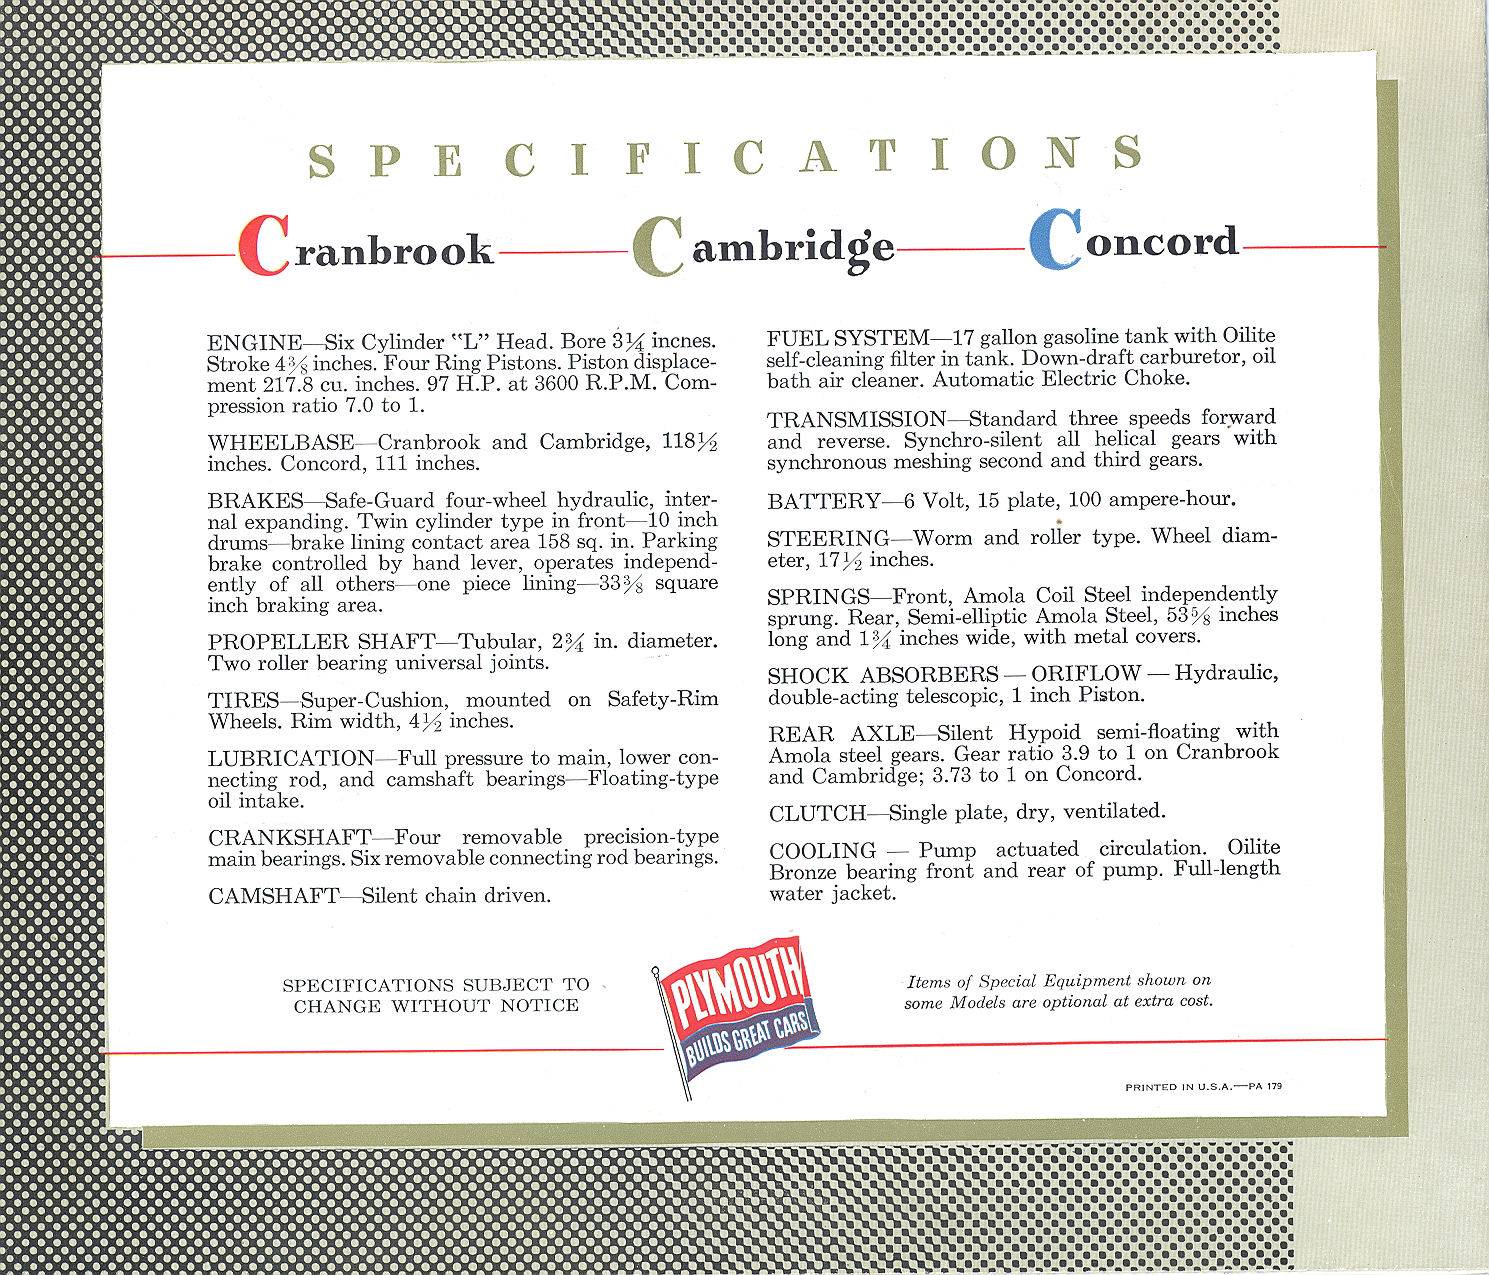 SPECIFICATIONS
Cranbrook Cambridge Concord
ENGINE—Six Cylinder "L" Head. Bore 3¼ incnes.
Stroke 4⅜ inches. Four Ring Pistons. Piston displace-
ment 217.8 cu. inches. 97 H.P. at 3600 R.P.M. Com-
pression ratio 7.0 to 1.
WHEELBASE—Cranbrook and Cambridge, 118½
inches. Concord, 111 inches.
BRAKES—Safe-Guard four-wheel hydraulic, inter-
nal expanding. Twin cylinder type in front—10 inch
drums—brake lining contact area 158 sq. in. Parking
brake controlled by hand lever, operates independ-
ently of all others—one piece lining—33⅜ square
inch braking area.
PROPELLER SHAFT—Tubular, 2¾ in. diameter.
Two roller bearing universal joints.
TIRES—Super-Cushion, mounted on Safety-Rim
Wheels. Rim width, 4½ inches.
LUBRICATION—Full pressure to main, lower con-
necting rod, and camshaft bearings—Floating-type
oil intake.
CRANKSHAFT—Four removable precision-type
main bearings. Six removable connecting rod bearings.
CAMSHAFT—Silent chain driven.
FUEL SYSTEM—17 gallon gasoline tank with Oilite
self-cleaning filter in tank. Down-draft carburetor, oil
bath air cleaner. Automatic Electric Choke.
TRANSMISSION—Standard three speeds forward
and reverse. Synchro-silent all helical gears with
synchronous meshing second and third gears.
BATTERY—6 Volt, 15 plate, 100 ampere-hour.
STEERING—Worm and roller type. Wheel diam-
eter, 17½ inches.
SPRINGS—Front, Amola Coil Steel independently
sprung. Rear, Semi-elliptic Amola Steel, 53⅝ inches
long and 1¾ inches wide, with metal covers.
SHOCK ABSORBERS — ORIFLOW — Hydraulic,
double-acting telescopic, 1 inch Piston.
REAR AXLE—Silent Hypoid semi-floating with
Amola steel gears. Gear ratio 3.9 to 1 on Cranbrook
and Cambridge; 3.73 to 1 on Concord.
CLUTCH—Single plate, dry, ventilated.
COOLING — Pump actuated circulation. Oilite
Bronze bearing front and rear of pump. Full-length
water jacket.
SPECIFICATIONS SUBJECT TO
CHANGE WITHOUT NOTICE
PLYMOUTH
BUILDS GREAT CARS
Items of Special Equipment shown on
some Models are optional at extra cost.
PRINTED IN U.S.A.—PA 179